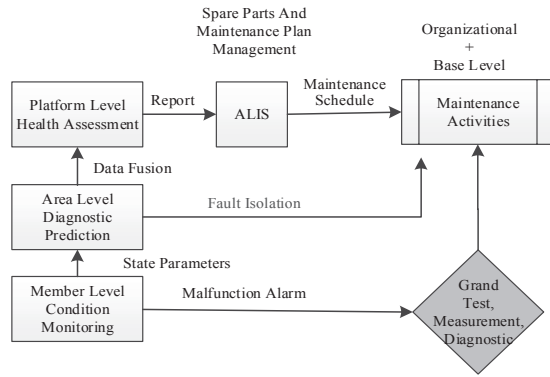 Spare Parts And
Maintenance Plan
Management
Organizational
+
Base Level
Platform Level
Health Assessment
Report
ALIS
Maintenance
Schedule
Maintenance
Activities
Data Fusion
Area Level
Diagnostic
Prediction
Fault Isolation
State Parameters
Member Level
Condition
Monitoring
Malfunction Alarm
Grand
Test,
Measurement,
Diagnostic